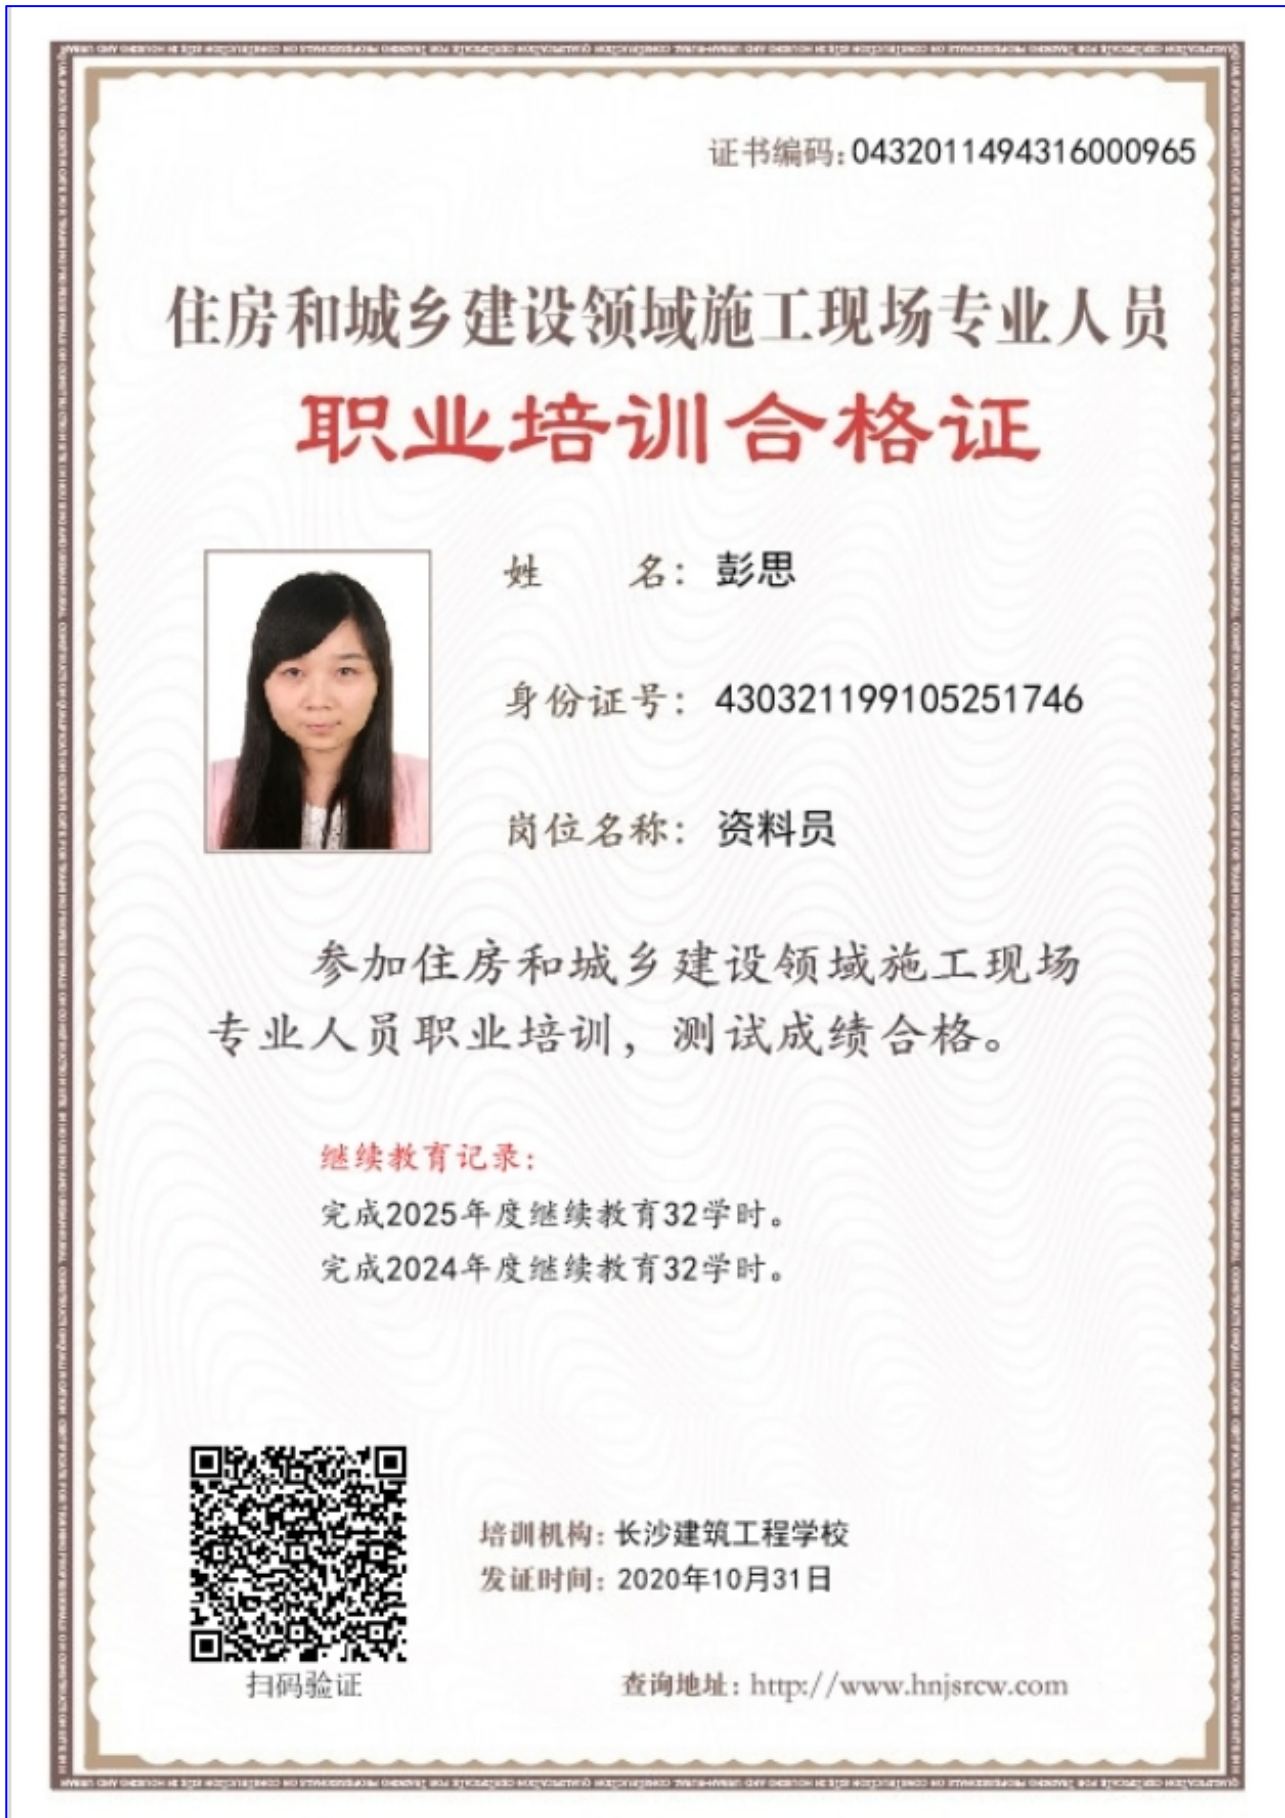 证书编码:0432011494316000965
住房和城乡建设领域施工现场专业人员
职业培训合格证
姓 名: 彭思
身份证号: 430321199105251746
岗位名称: 资料员
参加住房和城乡建设领域施工现场
专业人员职业培训，测试成绩合格。
继续教育记录:
完成2025年度继续教育32学时。
完成2024年度继续教育32学时。
培训机构: 长沙建筑工程学校
发证时间: 2020年10月31日
扫码验证
查询地址: http://www.hnjsrcw.com